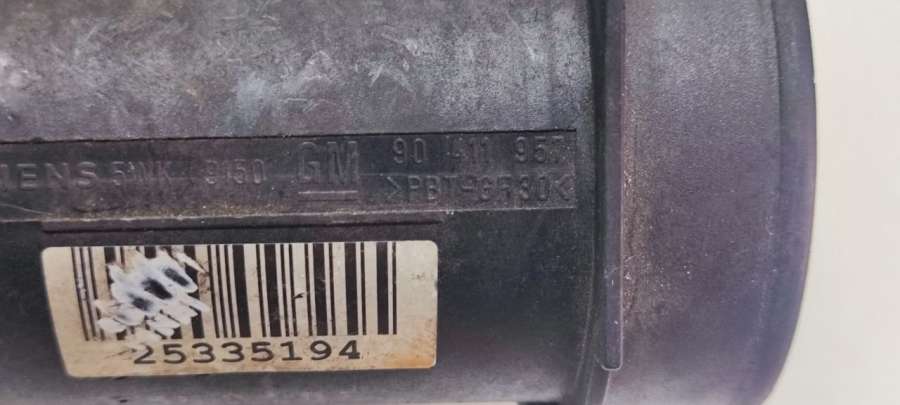 MENS 5WK 9150 GM 90 411 957
>PBT-GF30<
25335194